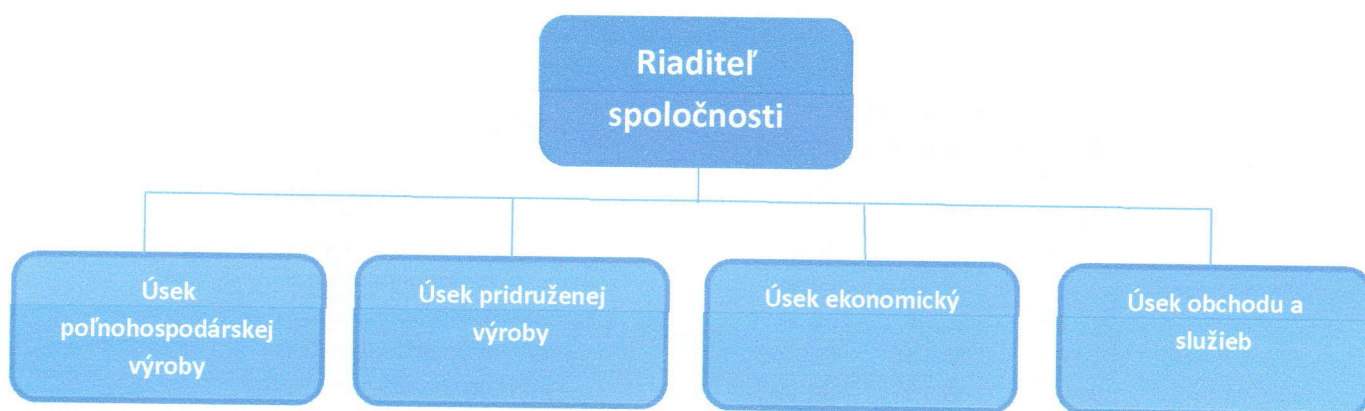 Riaditeľ
spoločnosti
Úsek
poľnohospodárskej
výroby
Úsek pridruženej
výroby
Úsek ekonomický
Úsek obchodu a
služieb